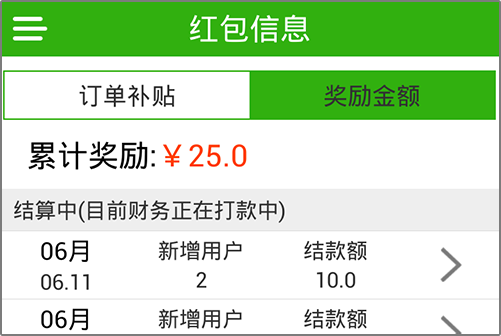 红包信息
订单补贴 奖励金额
累计奖励:￥25.0
结算中(目前财务正在打款中)
06月 新增用户 结款额
06.11 2 10.0
06月 新增用户 结款额